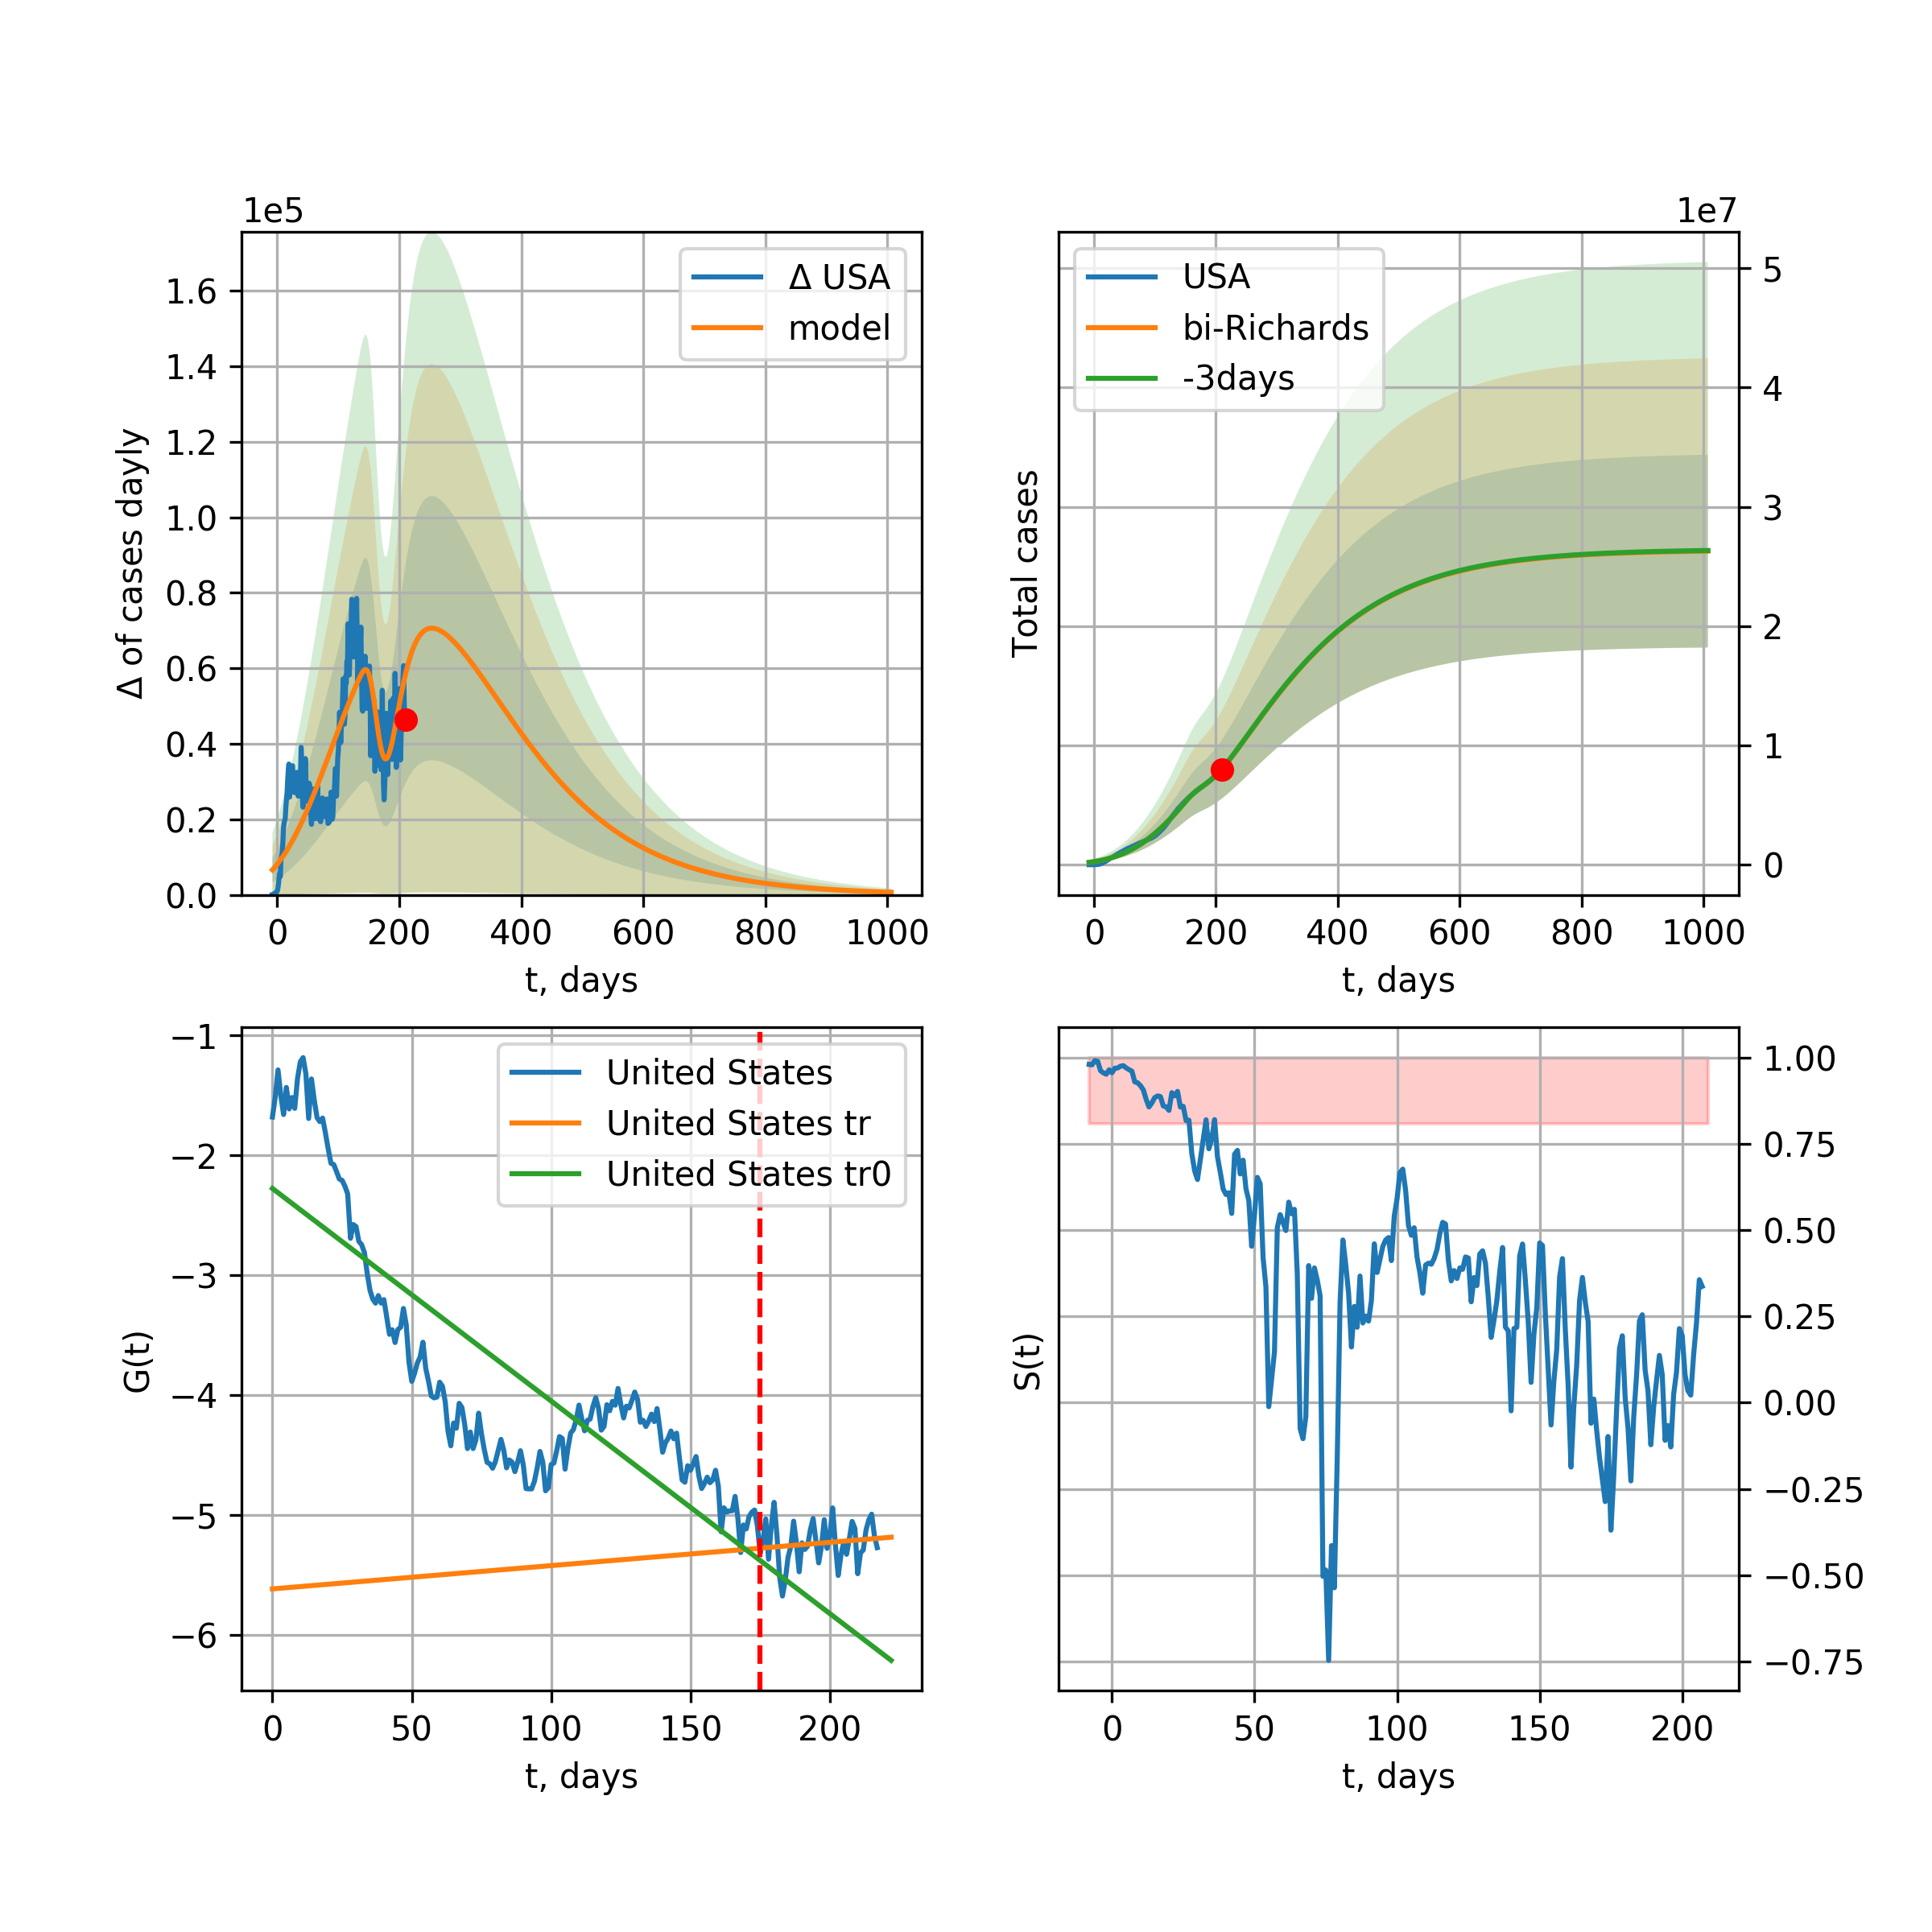 1e5
Δ of cases dayly
1.6
1.4
1.2
1.0
0.8
0.6
0.4
0.2
0.0
Δ USA
model
0 200 400 600 800 1000
t, days
1e7
Total cases
USA
bi-Richards
-3days
5
4
3
2
1
0
0 200 400 600 800 1000
t, days
G(t)
−1
−2
−3
−4
−5
−6
United States
United States tr
United States tr0
0 50 100 150 200
t, days
S(t)
1.00
0.75
0.50
0.25
0.00
−0.25
−0.50
−0.75
0 50 100 150 200
t, days